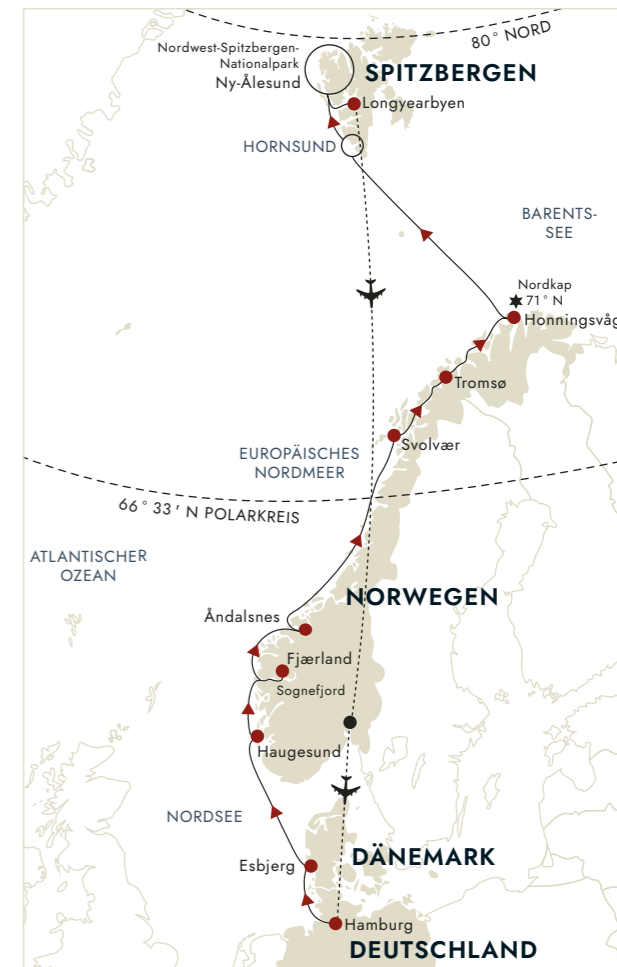 80° NORD
Nordwest-Spitzbergen-
Nationalpark
Ny-Ålesund
SPITZBERGEN
Longyearbyen
HORNSUND
BARENTS-
SEE
Nordkap
71° N
Honningsvåg
Tromsø
Svolvær
EUROPÄISCHES
NORDMEER
66° 33' N POLARKREIS
ATLANTISCHER
OZEAN
NORWEGEN
Åndalsnes
Fjærland
Sognefjord
Haugesund
NORDSEE
Esbjerg
DÄNEMARK
Hamburg
DEUTSCHLAND